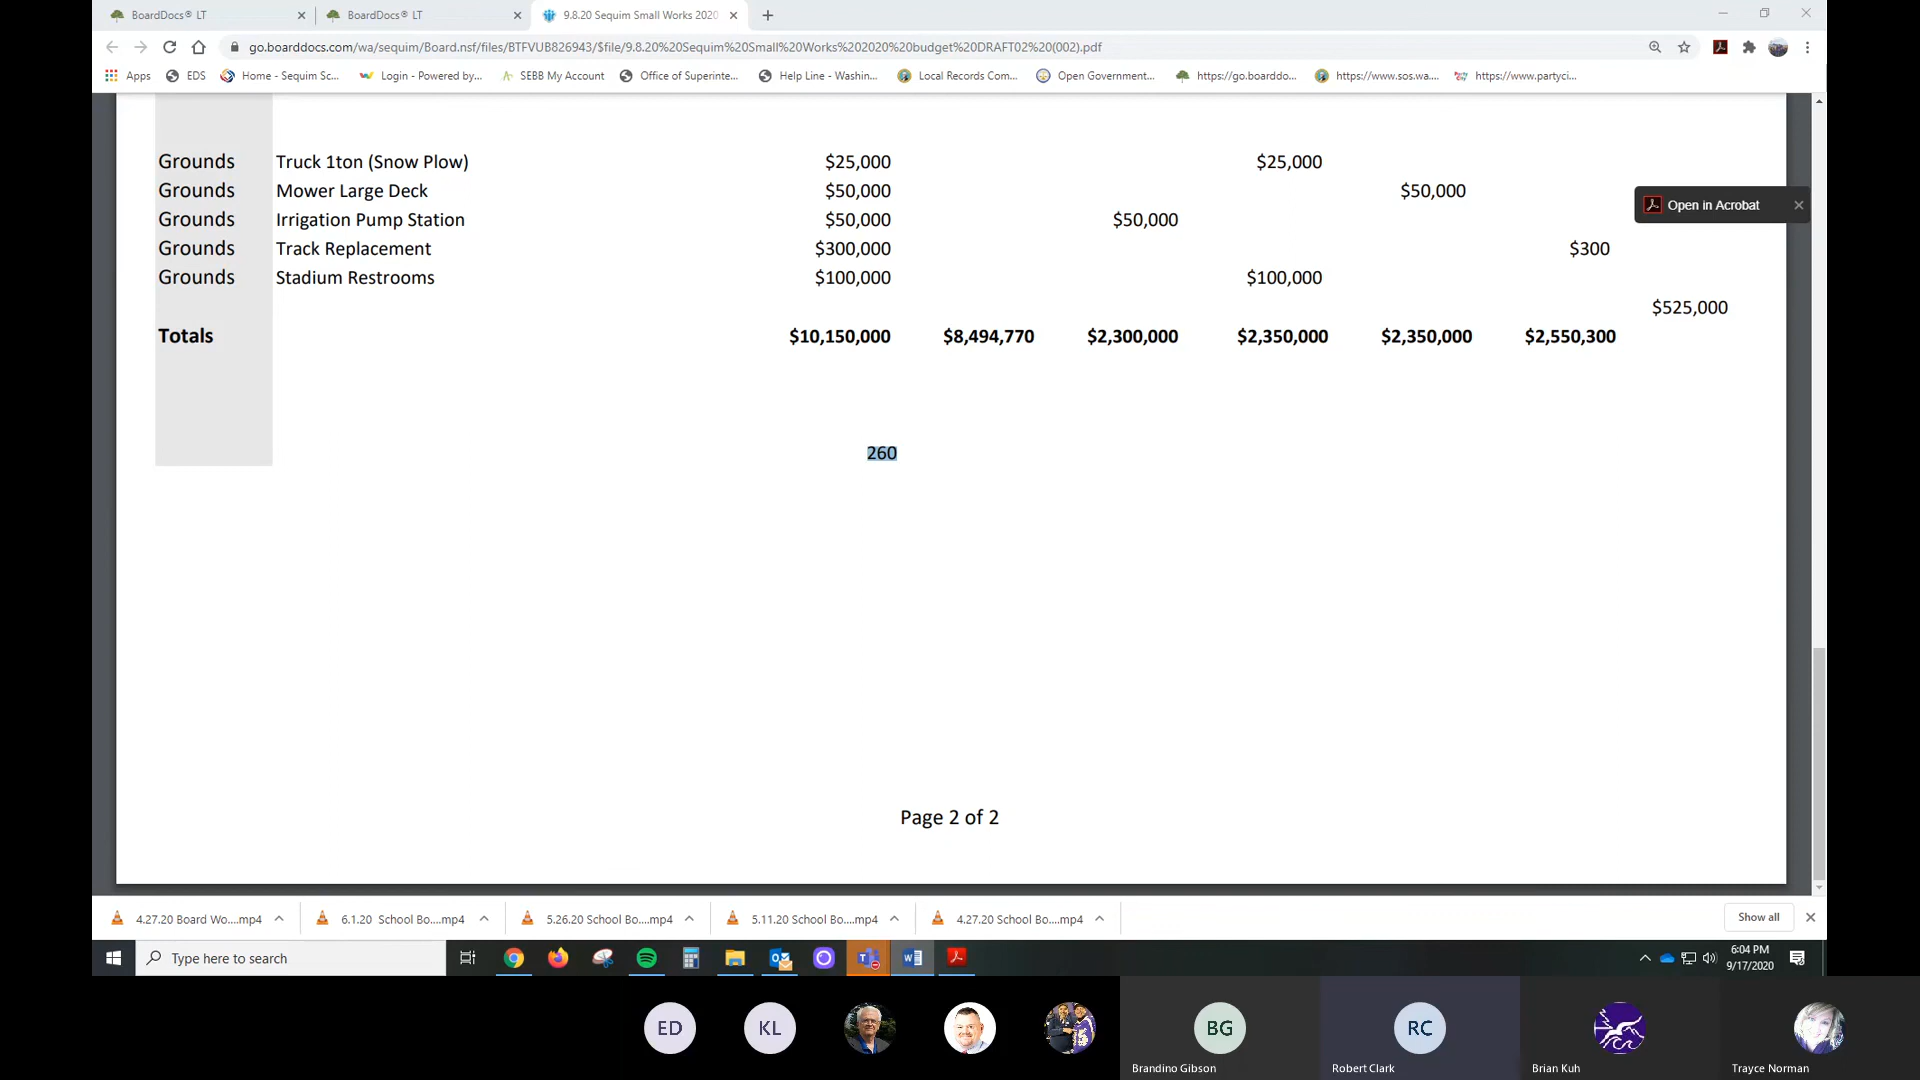 BoardDocs® LT
BoardDocs® LT
9.8.20 Sequim Small Works 2020
go.boarddocs.com/wa/sequim/Board.nsf/files/BTFVUB826943/$file/9.8.20%20Sequim%20Small%20Works%202020%20budget%20DRAFT02%20(002).pdf
Apps EDS Home - Sequim Sc... Login - Powered by... SEBB My Account Office of Superinte... Help Line - Washin... Local Records Com... Open Government... https://go.boarddo... https://www.sos.wa.... https://www.partyci...
Grounds Truck 1ton (Snow Plow) $25,000 $25,000
Grounds Mower Large Deck $50,000 $50,000
Open in Acrobat
Grounds Irrigation Pump Station $50,000 $50,000
Grounds Track Replacement $300,000 $300
Grounds Stadium Restrooms $100,000 $100,000
$525,000
Totals $10,150,000 $8,494,770 $2,300,000 $2,350,000 $2,350,000 $2,550,300
260
Page 2 of 2
4.27.20 Board Wo....mp4 6.1.20 School Bo....mp4 5.26.20 School Bo....mp4 5.11.20 School Bo....mp4 4.27.20 School Bo....mp4 Show all
Type here to search
6:04 PM
9/17/2020
ED KL BG RC
Brandino Gibson Robert Clark Brian Kuh Trayce Norman